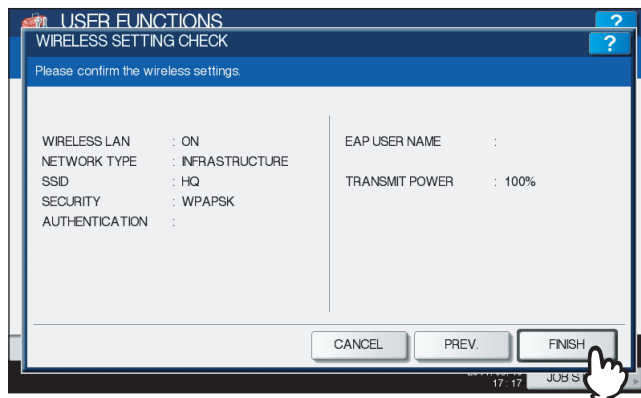 USER FUNCTIONS
?
WIRELESS SETTING CHECK
?
Please confirm the wireless settings.
WIRELESS LAN : ON
NETWORK TYPE : INFRASTRUCTURE
SSID : HQ
SECURITY : WPAPSK
AUTHENTICATION :
EAP USER NAME :
TRANSMIT POWER : 100%
CANCEL
PREV.
FINISH
17:17
JOB S